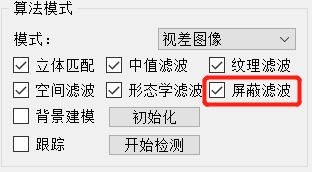 算法模式
模式： 视差图像
立体匹配 中值滤波 纹理滤波
空间滤波 形态学滤波 屏蔽滤波
背景建模 初始化
跟踪 开始检测